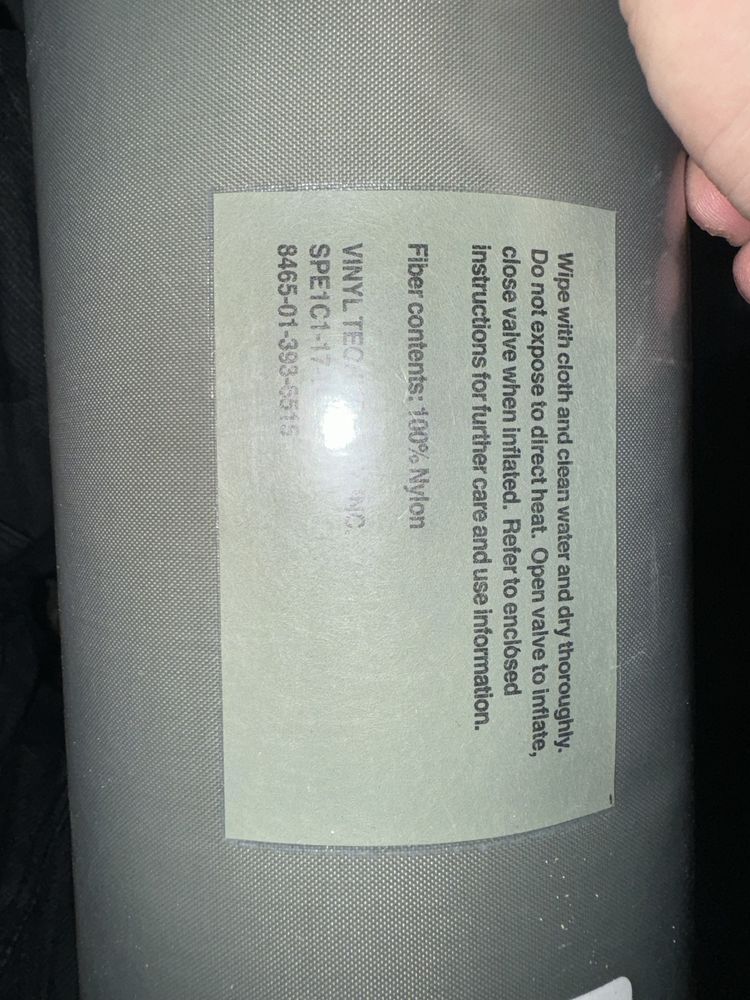 Wipe with cloth and clean water and dry thoroughly.
Do not expose to direct heat. Open valve to inflate,
close valve when inflated. Refer to enclosed
instructions for further care and use information.
Fiber contents: 100% Nylon
VINYL INC.
SPE1C1-17-
8465-01-393-6515